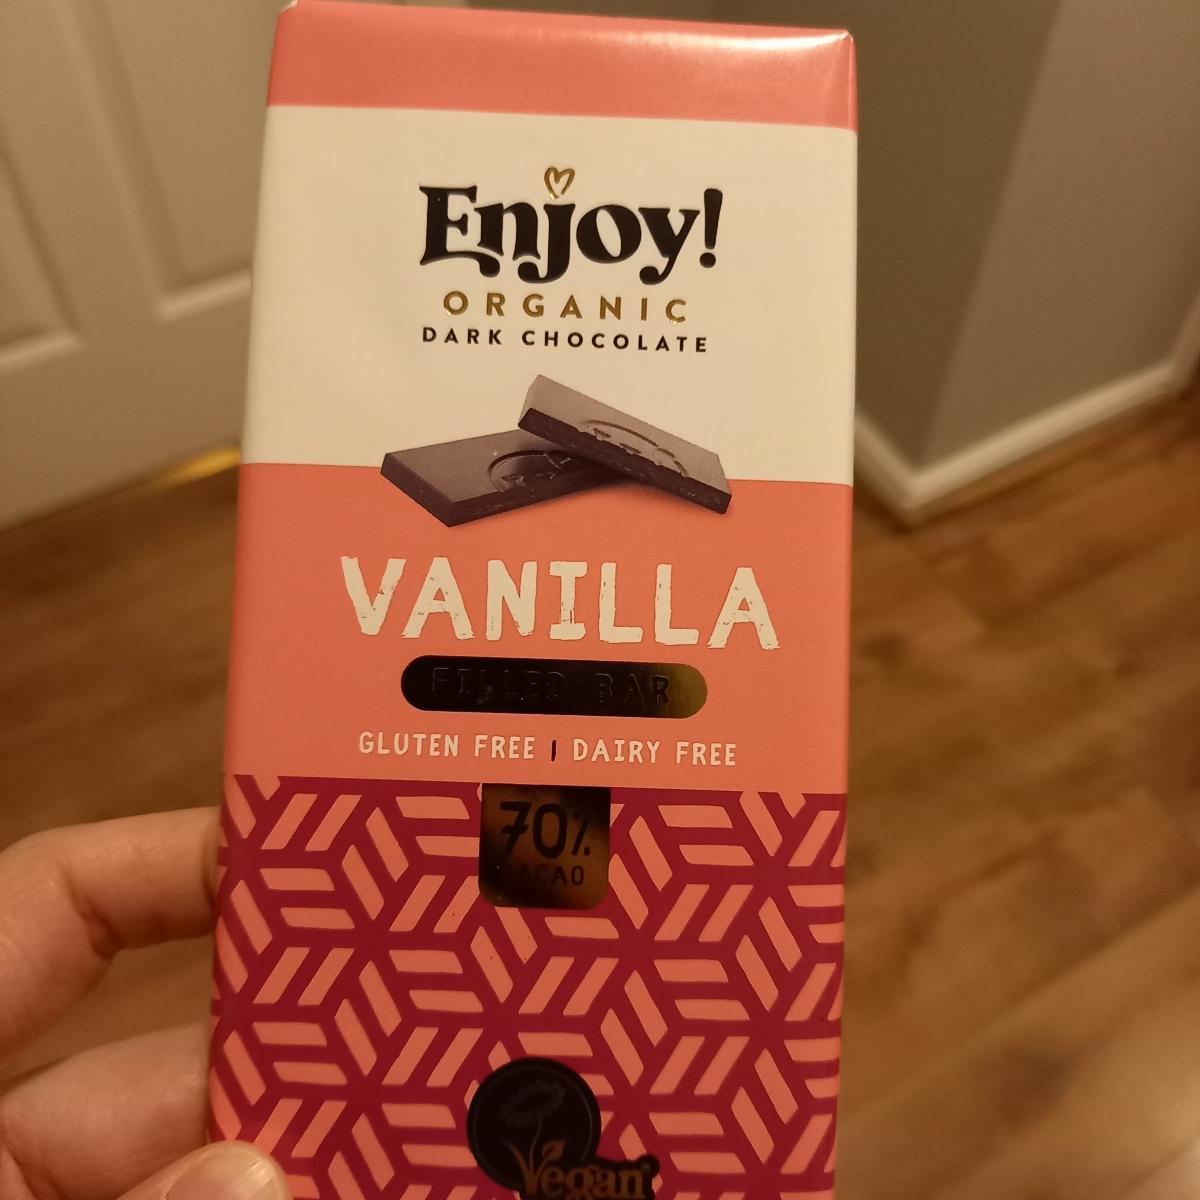 Enjoy!
ORGANIC
DARK CHOCOLATE
VANILLA
FILLED BAR
GLUTEN FREE | DAIRY FREE
70%
CACAO
Vegan